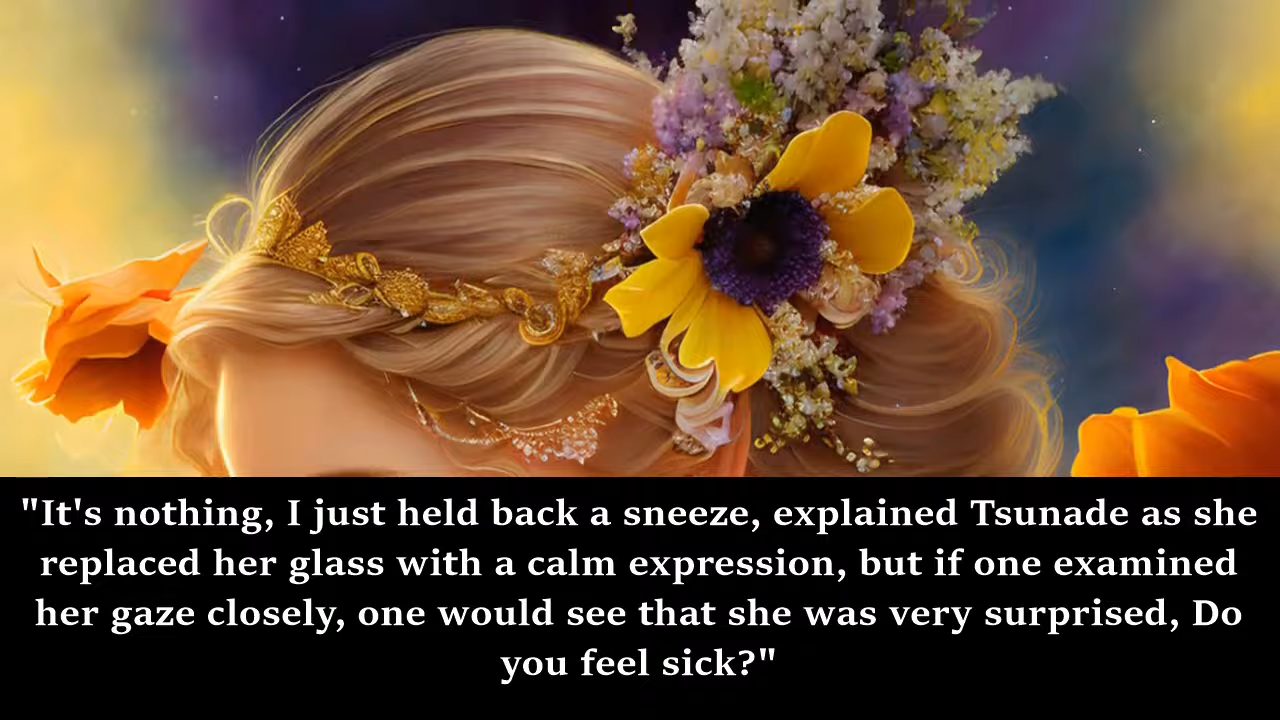 "It's nothing, I just held back a sneeze, explained Tsunade as she
replaced her glass with a calm expression, but if one examined
her gaze closely, one would see that she was very surprised, Do
you feel sick?"